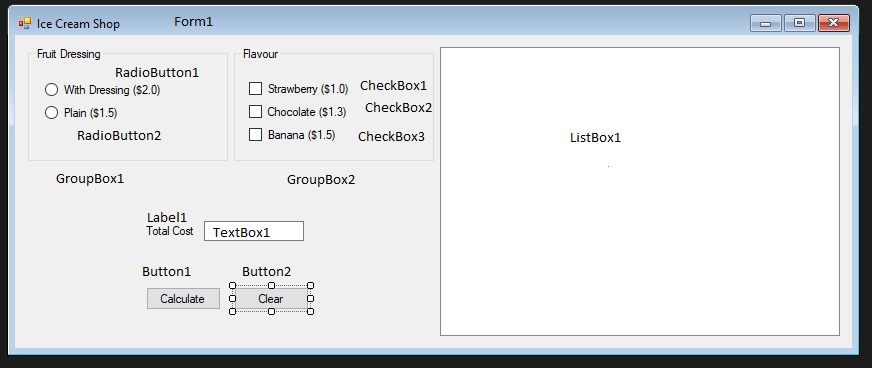 Ice Cream Shop Form1
Fruit Dressing
RadioButton1
With Dressing ($2.0)
Plain ($1.5)
RadioButton2
GroupBox1
Flavour
Strawberry ($1.0) CheckBox1
Chocolate ($1.3) CheckBox2
Banana ($1.5) CheckBox3
GroupBox2
ListBox1
Label1
Total Cost TextBox1
Button1 Button2
Calculate Clear